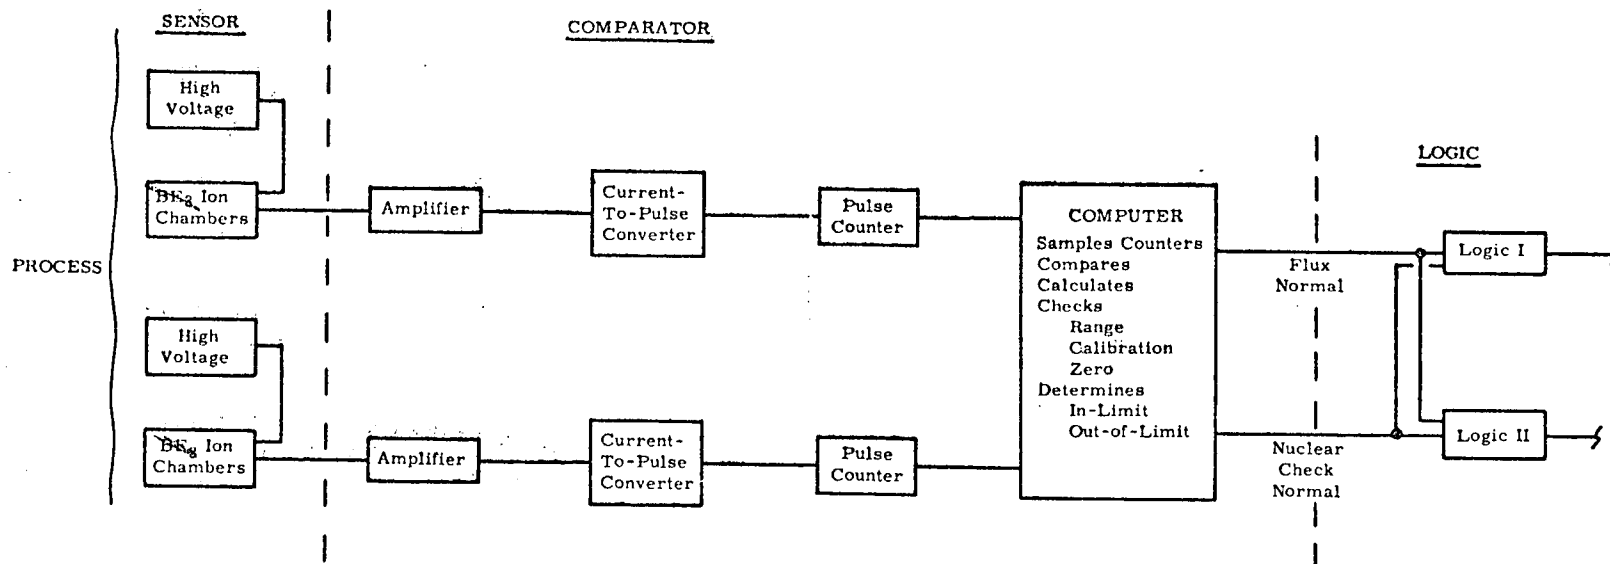 SENSOR
COMPARATOR
High
Voltage
BF₃ Ion
Chambers
Amplifier
Current-
To-Pulse
Converter
Pulse
Counter
COMPUTER
Samples Counters
Compares
Calculates
Checks
Range
Calibration
Zero
Determines
In-Limit
Out-of-Limit
Flux
Normal
LOGIC
Logic I
PROCESS
High
Voltage
BF₃ Ion
Chambers
Amplifier
Current-
To-Pulse
Converter
Pulse
Counter
Nuclear
Check
Normal
Logic II